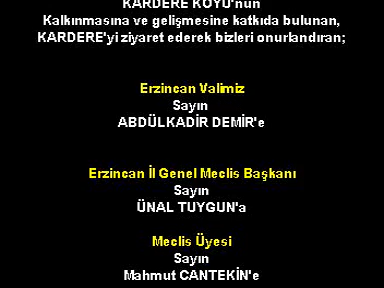 KARDERE KÖYÜ'nün
Kalkınmasına ve gelişmesine katkıda bulunan,
KARDERE'yi ziyaret ederek bizleri onurlandıran;
Erzincan Valimiz
Sayın
ABDÜLKADİR DEMİR'e
Erzincan İl Genel Meclis Başkanı
Sayın
ÜNAL TUYGUN'a
Meclis Üyesi
Sayın
Mahmut CANTEKİN'e